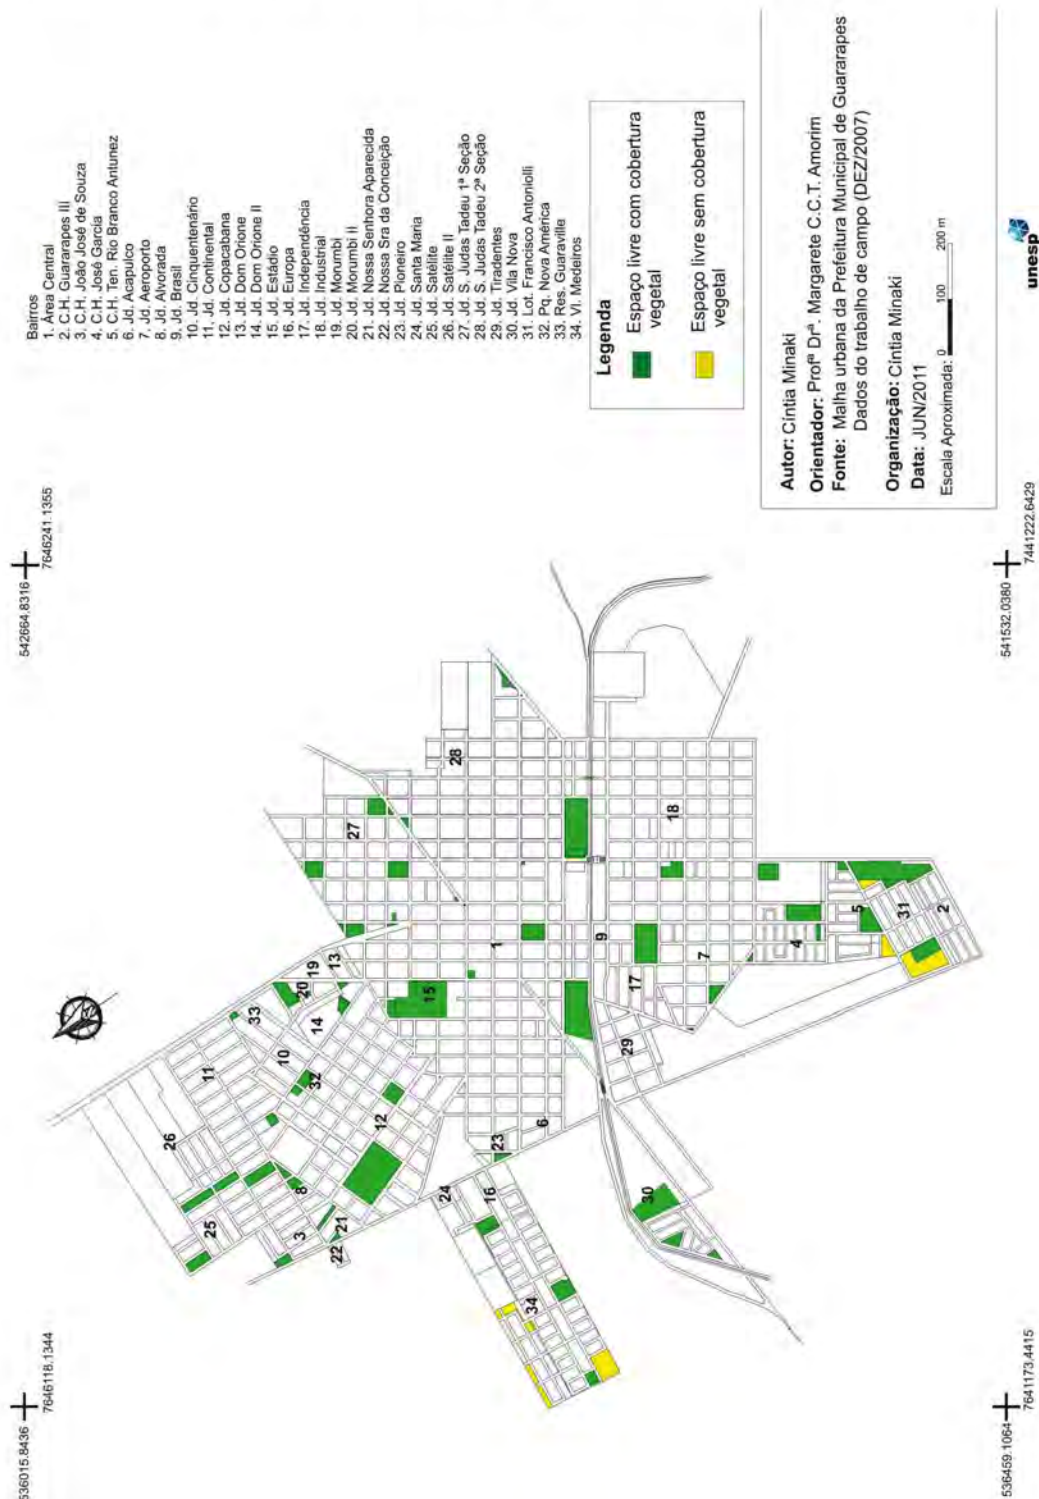 Bairros
1. Área Central
2. C.H. Guararapes III
3. C.H. João José de Souza
4. C.H. José Garcia
5. C.H. Ten. Rio Branco Antunez
6. Jd. Acapulco
7. Jd. Aeroporto
8. Jd. Alvorada
9. Jd. Brasil
10. Jd. Cinquentenário
11. Jd. Continental
12. Jd. Copacabana
13. Jd. Dom Orione
14. Jd. Dom Orione II
15. Jd. Estádio
16. Jd. Europa
17. Jd. Independência
18. Jd. Industrial
19. Jd. Morumbi
20. Jd. Morumbi II
21. Jd. Nossa Senhora Aparecida
22. Jd. Nossa Sra da Conceição
23. Jd. Pioneiro
24. Jd. Santa Maria
25. Jd. Satélite
26. Jd. Satélite II
27. Jd. S. Judas Tadeu 1ª Seção
28. Jd. S. Judas Tadeu 2ª Seção
29. Jd. Tiradentes
30. Jd. Vila Nova
31. Lot. Francisco Antoniolli
32. Pq. Nova América
33. Res. Guaraville
34. Vl. Medeiros
Legenda
Espaço livre com cobertura
vegetal
Espaço livre sem cobertura
vegetal
Autor: Cíntia Minaki
Orientador: Profª Drª. Margarete C.C.T. Amorim
Fonte: Malha urbana da Prefeitura Municipal de Guararapes
Dados do trabalho de campo (DEZ/2007)
Organização: Cíntia Minaki
Data: JUN/2011
Escala Aproximada: 0 100 200 m
unesp
536015.8436
7646118.1344
542664.8316
7646241.1355
536459.1064
7641173.4415
541532.0380
7441222.6429
26
11
33
20
19
13
14
10
32
25
8
3
21
22
12
15
27
28
1
24
23
16
6
34
30
29
17
9
7
18
4
5
31
2